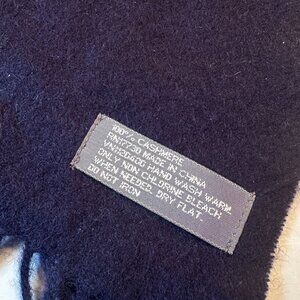 100% CASHMERE
RN17730 MADE IN CHINA
HAND WASH WARM,
ONLY NON CHLORINE BLEACH
WHEN NEEDED. DRY FLAT.
DO NOT IRON